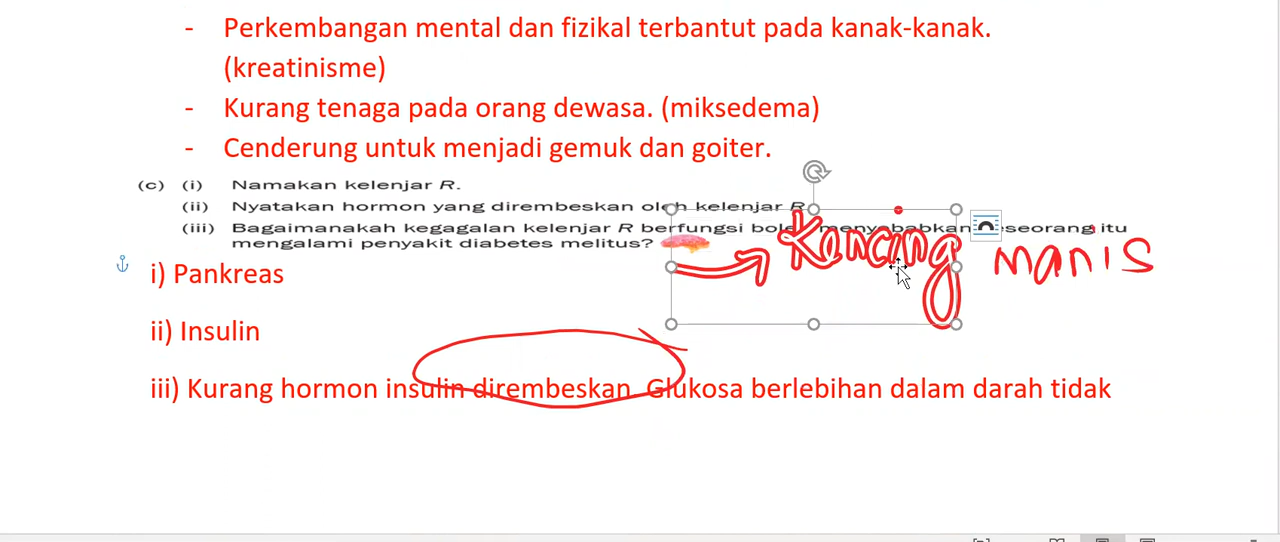 - Perkembangan mental dan fizikal terbantut pada kanak-kanak.
(kreatinisme)
- Kurang tenaga pada orang dewasa. (miksedema)
- Cenderung untuk menjadi gemuk dan goiter.
(c) (i) Namakan kelenjar R.
(ii) Nyatakan hormon yang dirembeskan oleh kelenjar R.
(iii) Bagaimanakah kegagalan kelenjar R berfungsi boleh menyebabkan seseorang itu
mengalami penyakit diabetes melitus?
Kencing manis
i) Pankreas
ii) Insulin
iii) Kurang hormon insulin dirembeskan. Glukosa berlebihan dalam darah tidak